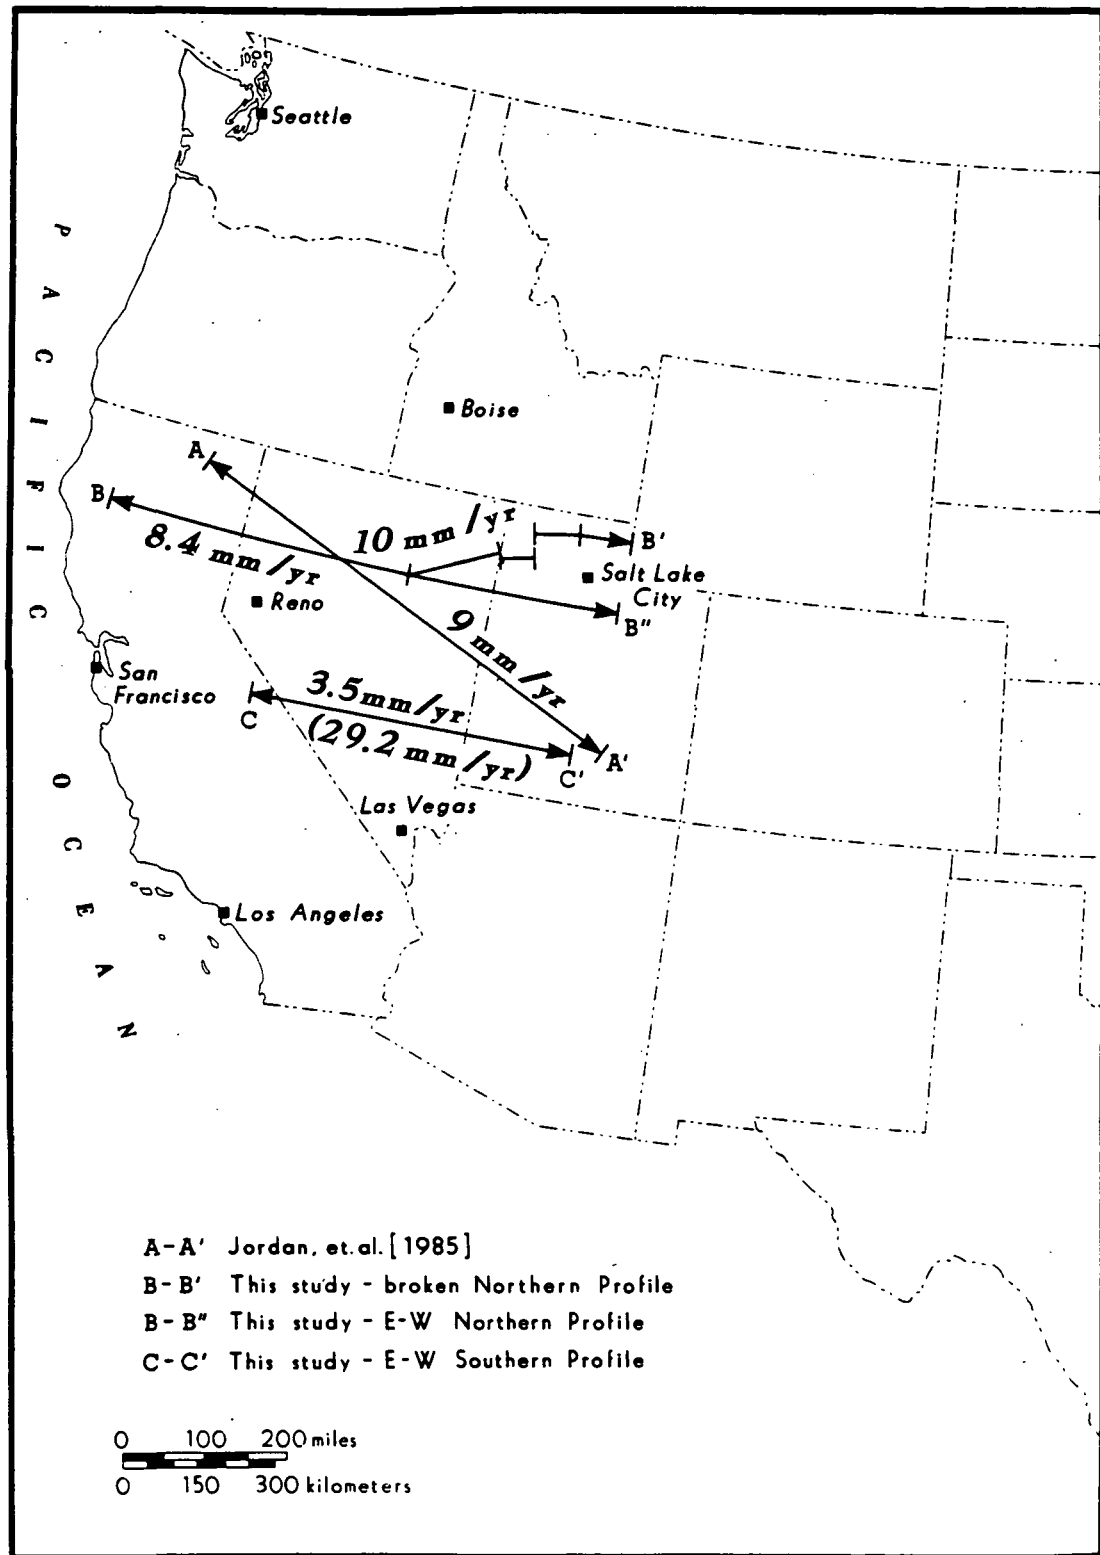 Seattle
PACIFIC OCEAN
Boise
A
B
10 mm/yr
8.4 mm/yr
B'
Salt Lake
City
B"
Reno
9 mm/yr
San
Francisco
3.5mm/yr
(29.2 mm/yr)
C
C'
A'
Las Vegas
Los Angeles
A-A' Jordan, et.al. [1985]
B-B' This study - broken Northern Profile
B-B" This study - E-W Northern Profile
C-C' This study - E-W Southern Profile
0 100 200 miles
0 150 300 kilometers